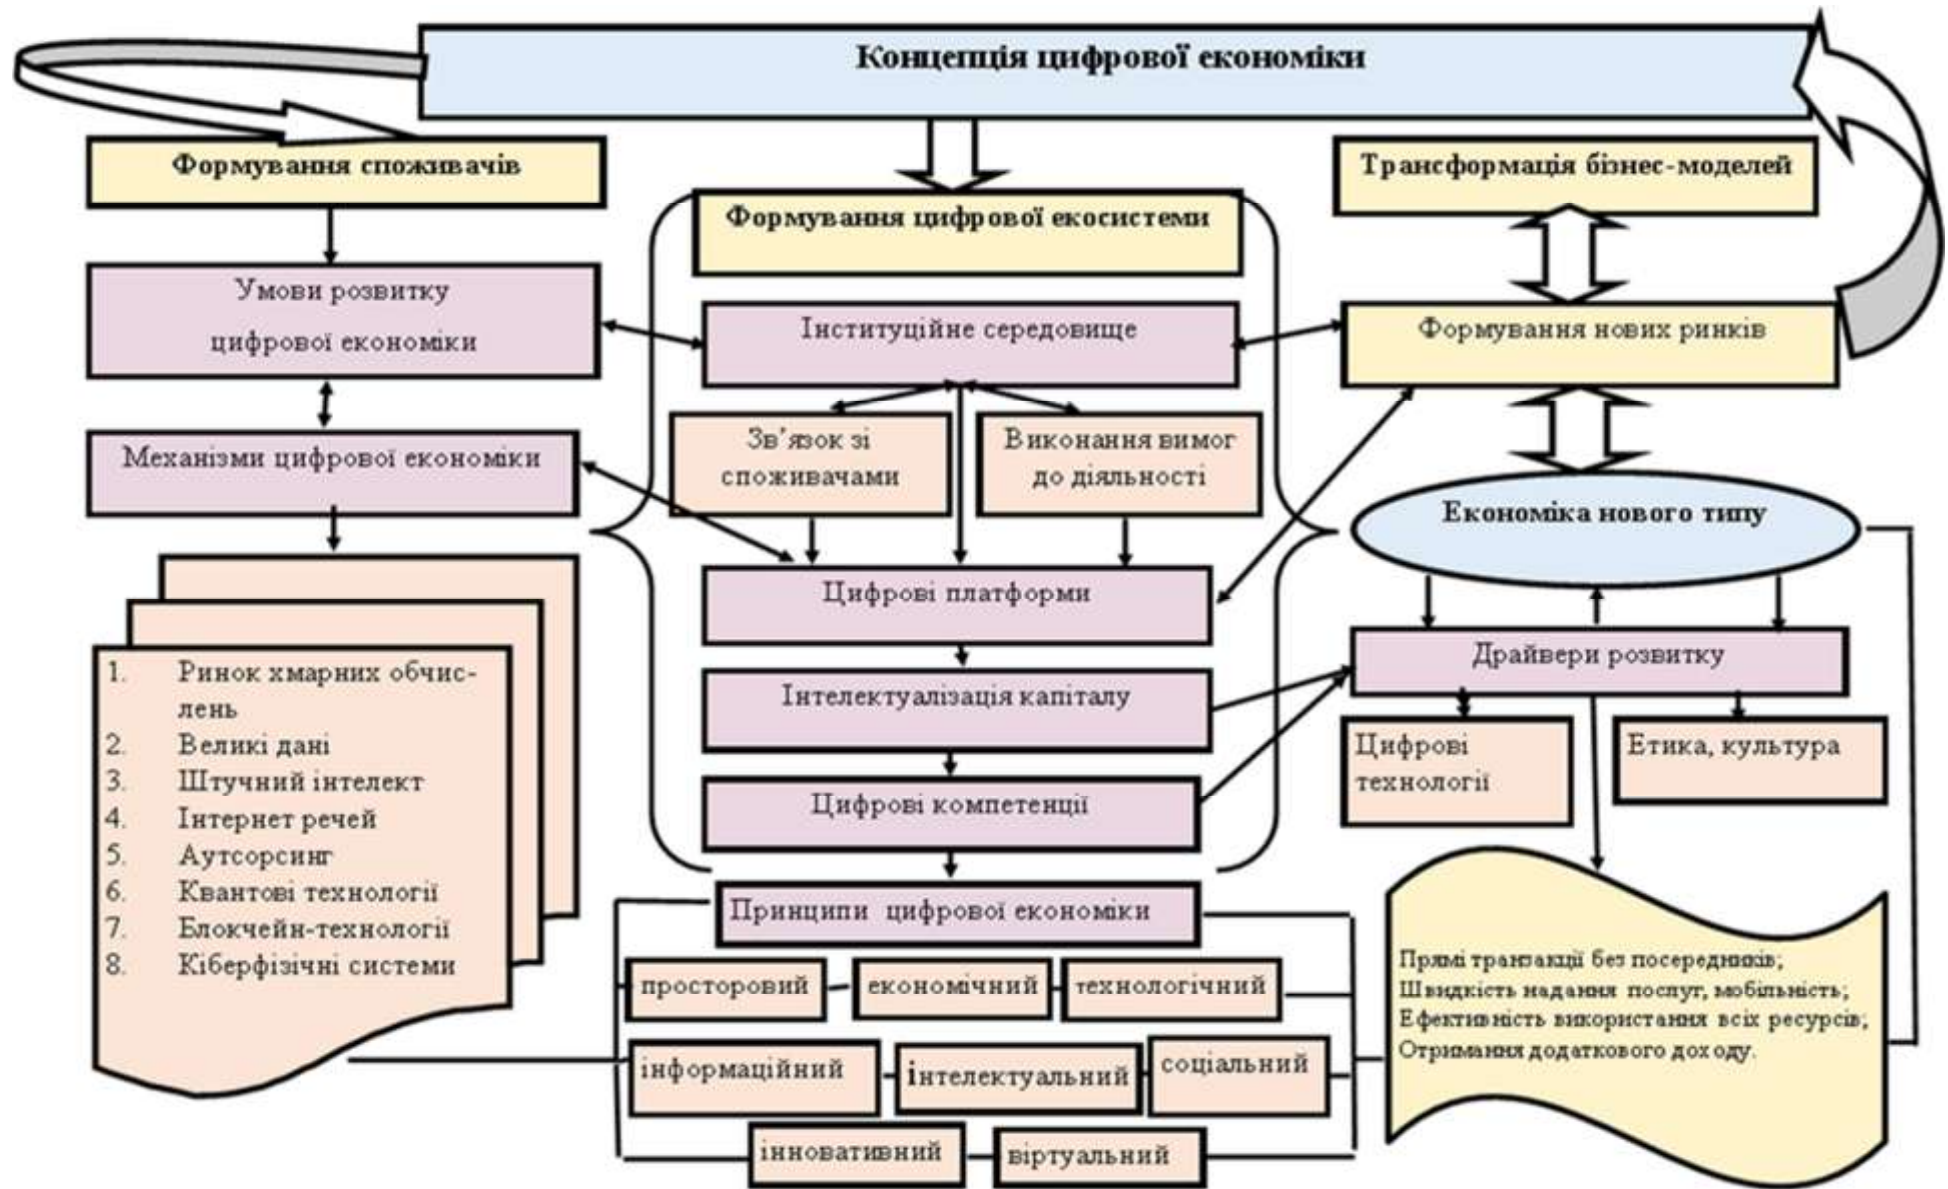 Концепція цифрової економіки
Формування споживачів
Трансформація бізнес-моделей
Формування цифрової екосистеми
Умови розвитку
цифрової економіки
Інституційне середовище
Формування нових ринків
Механізми цифрової економіки
Зв’язок зі
споживачами
Виконання вимог
до діяльності
Економіка нового типу
Цифрові платформи
Драйвери розвитку
1. Ринок хмарних обчис-
лень
2. Великі дані
3. Штучний інтелект
4. Інтернет речей
5. Аутсорсинг
6. Квантові технології
7. Блокчейн-технології
8. Кіберфізичні системи
Інтелектуалізація капіталу
Цифрові
технології
Етика, культура
Цифрові компетенції
Принципи цифрової економіки
просторовий
економічний
технологічний
інформаційний
інтелектуальний
соціальний
інновативний
віртуальний
Прямі транзакції без посередників;
Швидкість надання послуг, мобільність;
Ефективність використання всіх ресурсів;
Отримання додаткового доходу.